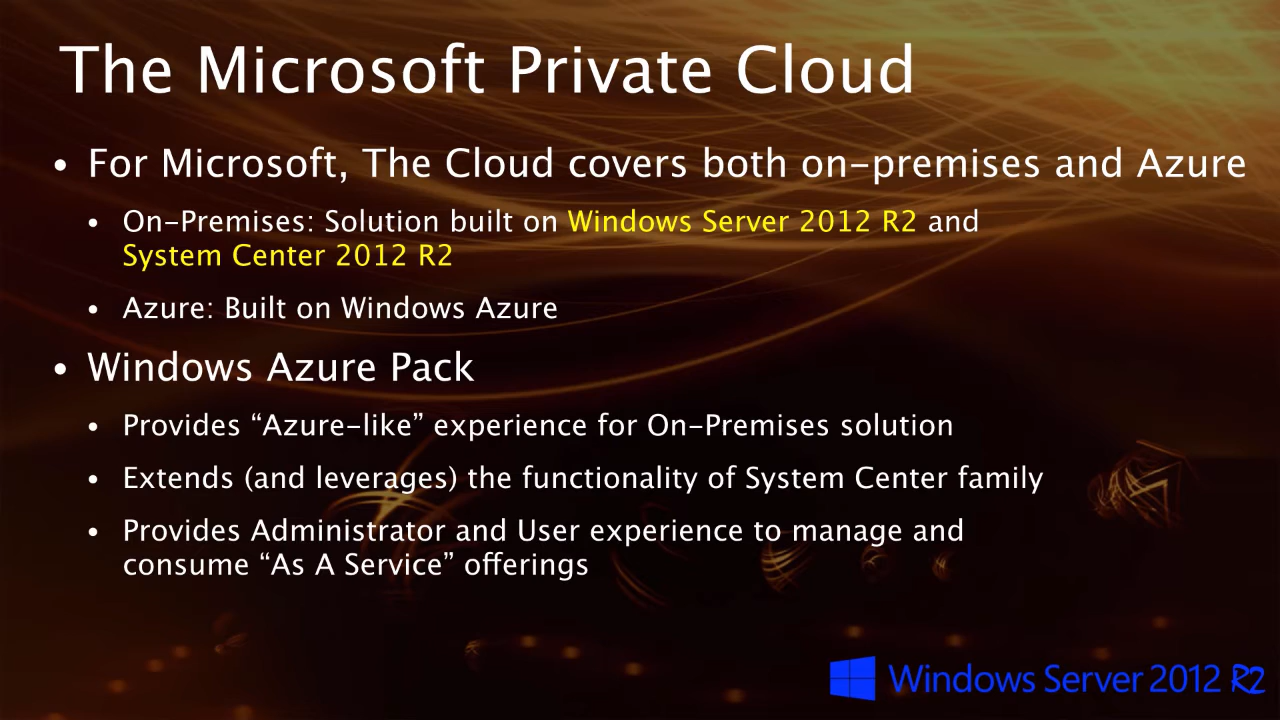 The Microsoft Private Cloud
• For Microsoft, The Cloud covers both on-premises and Azure
• On-Premises: Solution built on Windows Server 2012 R2 and
System Center 2012 R2
• Azure: Built on Windows Azure
• Windows Azure Pack
• Provides “Azure-like” experience for On-Premises solution
• Extends (and leverages) the functionality of System Center family
• Provides Administrator and User experience to manage and
consume “As A Service” offerings
Windows Server 2012 R2